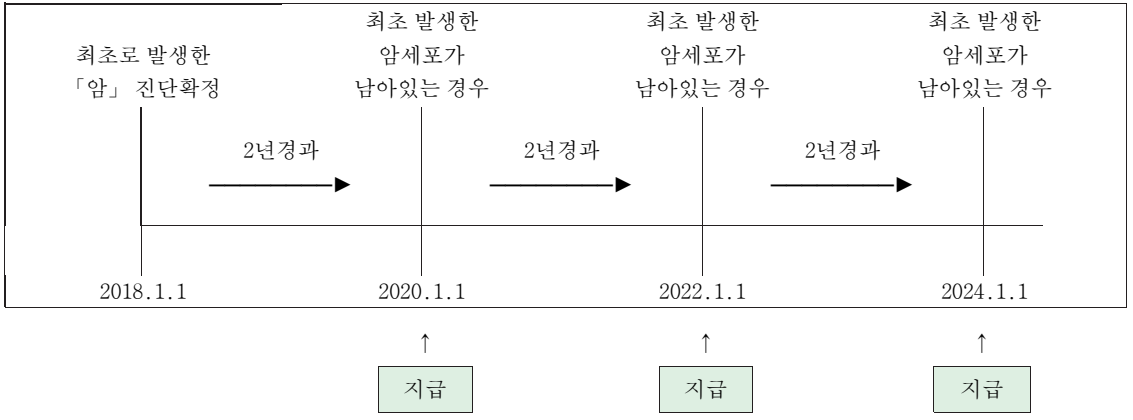 최초로 발생한
「암」 진단확정
최초 발생한
암세포가
남아있는 경우
최초 발생한
암세포가
남아있는 경우
최초 발생한
암세포가
남아있는 경우
2년경과
2년경과
2년경과
2018.1.1
2020.1.1
2022.1.1
2024.1.1
↑
↑
↑
지급
지급
지급